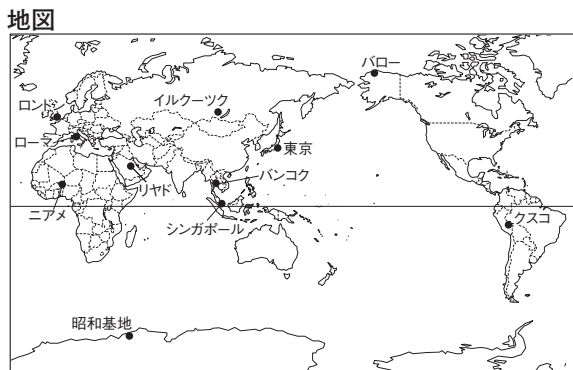 地図
バロー
ロンドン
イルクーツク
ローマ
東京
バンコク
リヤド
ニアメ
シンガポール
クスコ
昭和基地